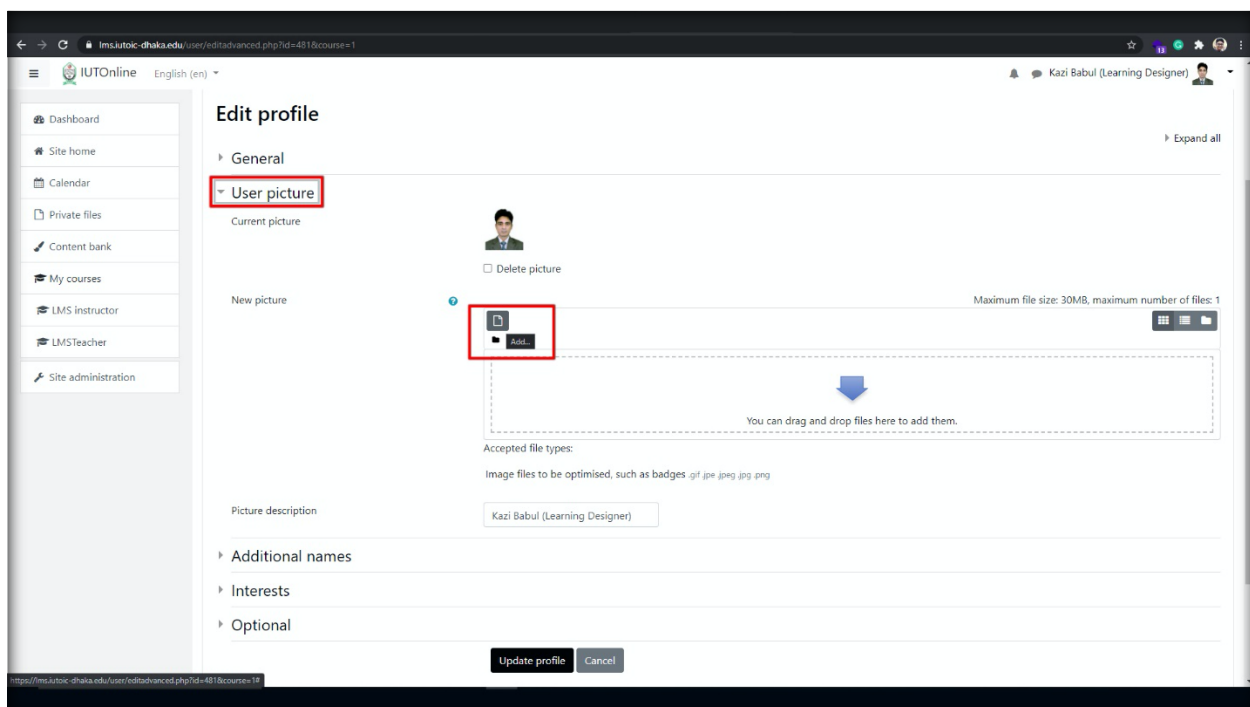 lms.iutoic-dhaka.edu/user/editadvanced.php?id=481&course=1
13
IUTOnline English (en)
Kazi Babul (Learning Designer)
Dashboard
Site home
Calendar
Private files
Content bank
My courses
LMS instructor
LMSTeacher
Site administration
Edit profile
Expand all
General
User picture
Current picture
Delete picture
New picture
Maximum file size: 30MB, maximum number of files: 1
Add...
You can drag and drop files here to add them.
Accepted file types:
Image files to be optimised, such as badges .gif .jpe .jpeg .jpg .png
Picture description
Kazi Babul (Learning Designer)
Additional names
Interests
Optional
Update profile Cancel
https://lms.iutoic-dhaka.edu/user/editadvanced.php?id=481&course=1#